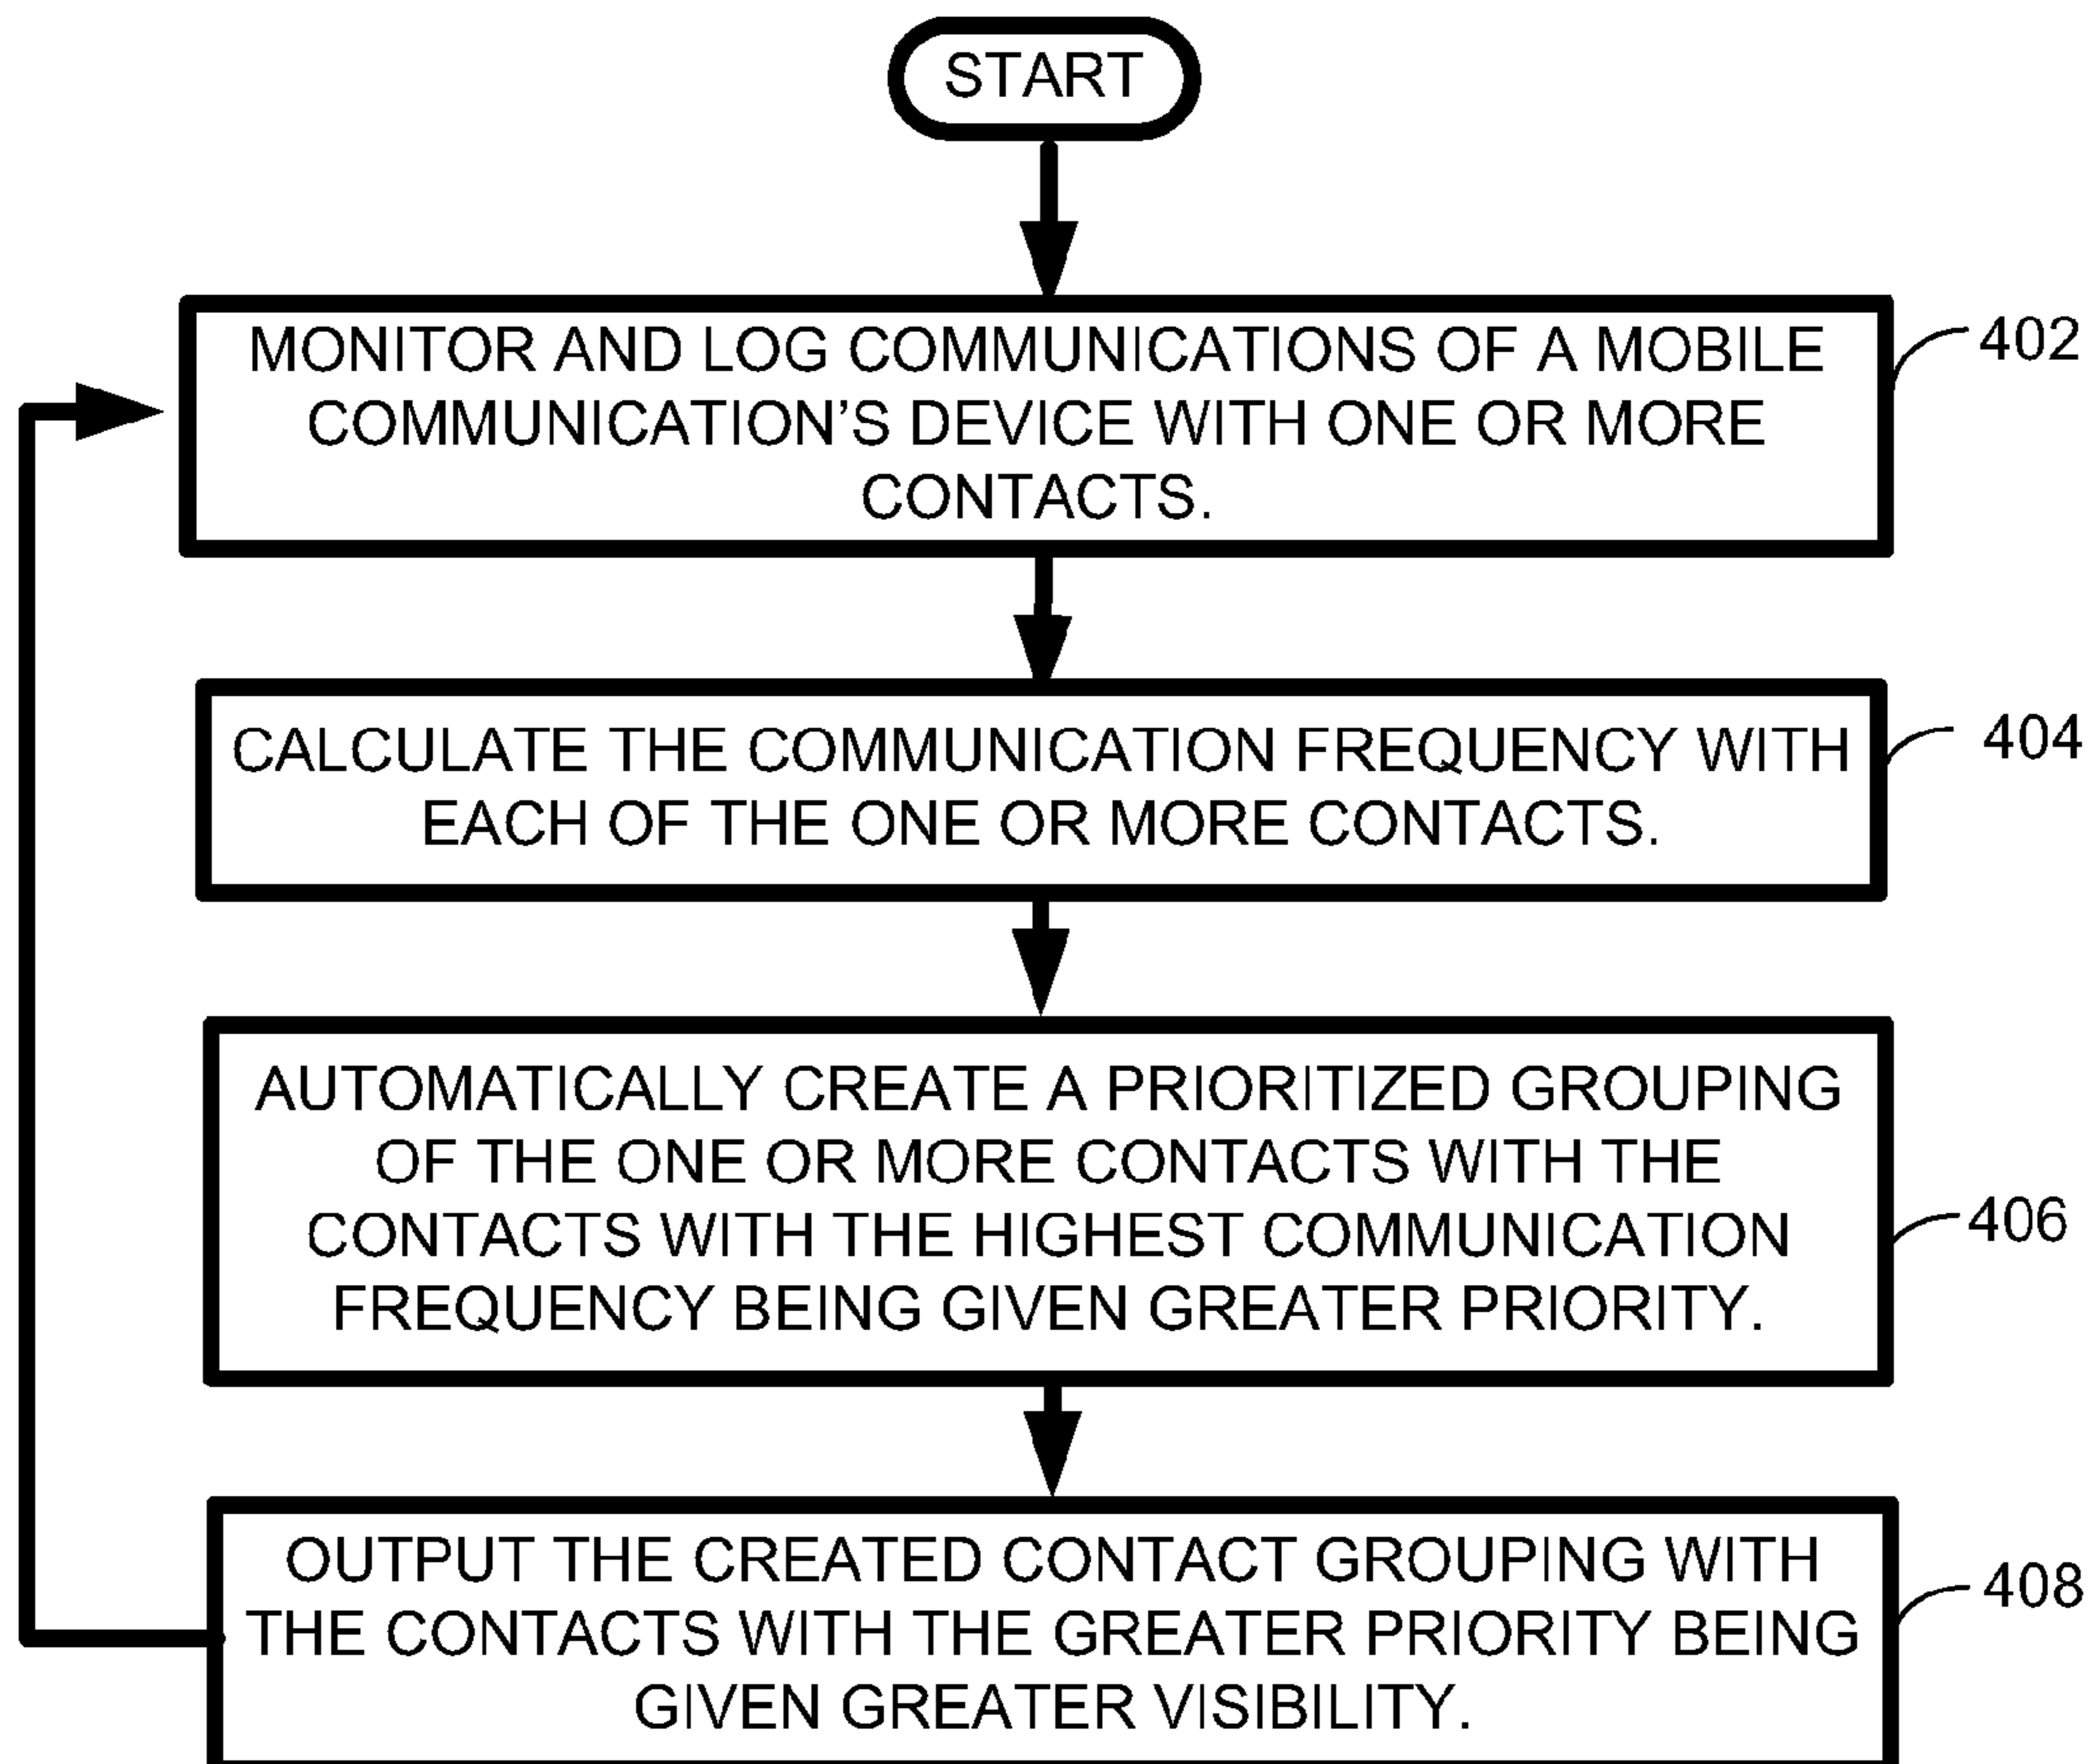 START
MONITOR AND LOG COMMUNICATIONS OF A MOBILE
COMMUNICATION’S DEVICE WITH ONE OR MORE
CONTACTS.
402
CALCULATE THE COMMUNICATION FREQUENCY WITH
EACH OF THE ONE OR MORE CONTACTS.
404
AUTOMATICALLY CREATE A PRIORITIZED GROUPING
OF THE ONE OR MORE CONTACTS WITH THE
CONTACTS WITH THE HIGHEST COMMUNICATION
FREQUENCY BEING GIVEN GREATER PRIORITY.
406
OUTPUT THE CREATED CONTACT GROUPING WITH
THE CONTACTS WITH THE GREATER PRIORITY BEING
GIVEN GREATER VISIBILITY.
408